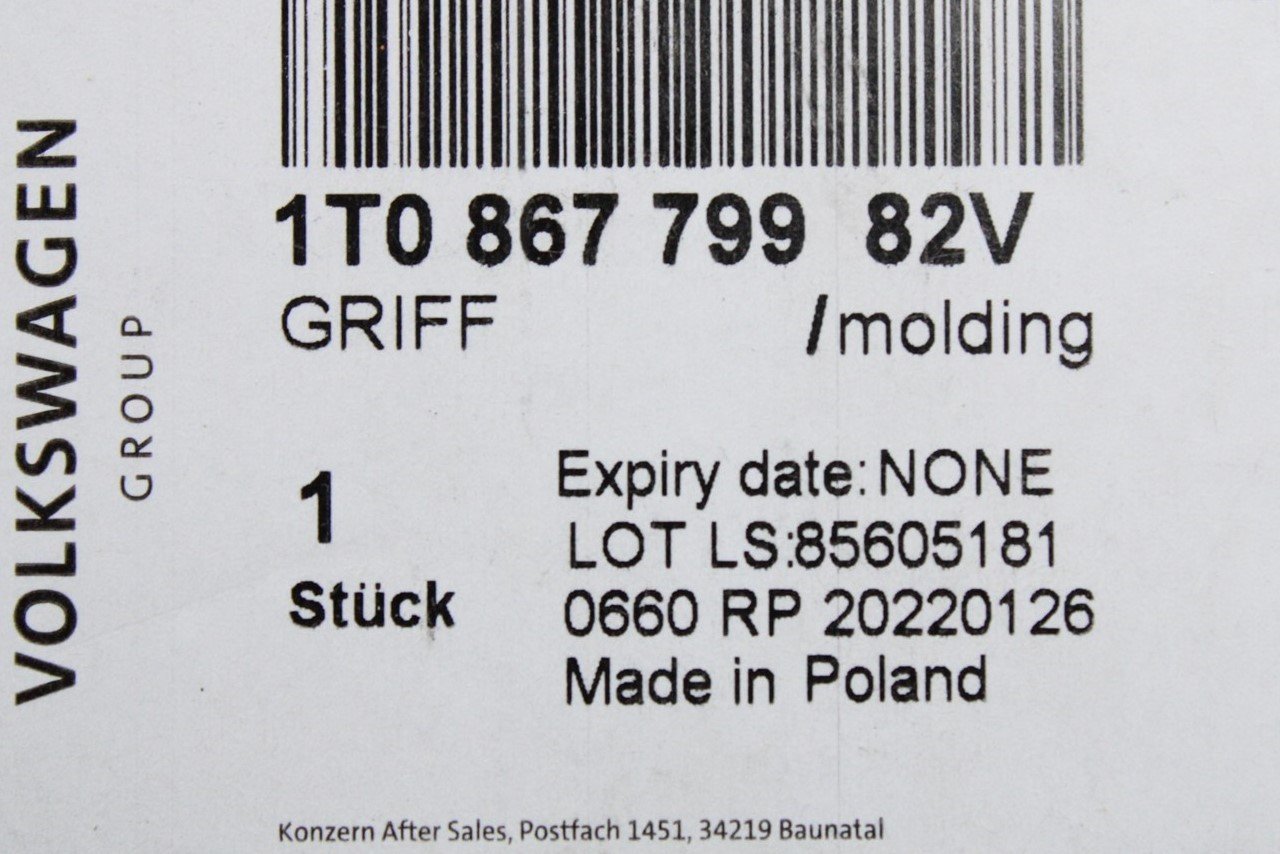 VOLKSWAGEN
GROUP
1T0 867 799 82V
GRIFF /molding
1
Stück
Expiry date: NONE
LOT LS:85605181
0660 RP 20220126
Made in Poland
Konzern After Sales, Postfach 1451, 34219 Baunatal